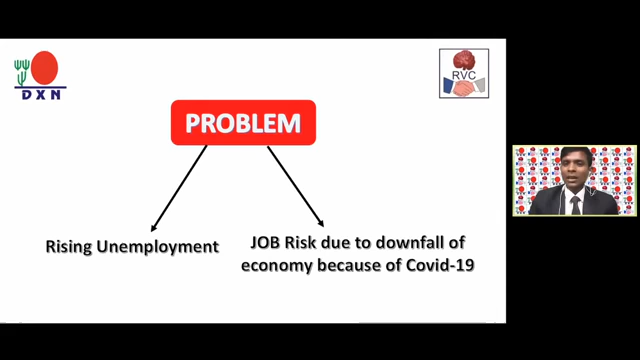 DXN
RVC
PROBLEM
Rising Unemployment
JOB Risk due to downfall of
economy because of Covid-19